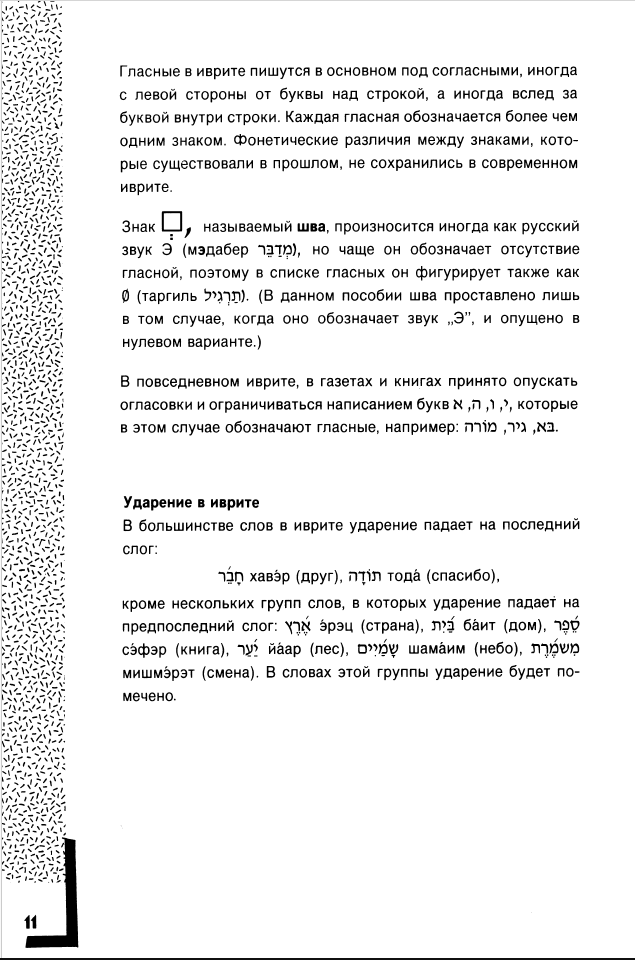 Гласные в иврите пишутся в основном под согласными, иногда
с левой стороны от буквы над строкой, а иногда вслед за
буквой внутри строки. Каждая гласная обозначается более чем
одним знаком. Фонетические различия между знаками, кото-
рые существовали в прошлом, не сохранились в современном
иврите.
Знак □ְ, называемый шва, произносится иногда как русский
звук Э (мэдабер מְדַבֵּר), но чаще он обозначает отсутствие
гласной, поэтому в списке гласных он фигурирует также как
Ø (таргиль תַרְגִיל). (В данном пособии шва проставлено лишь
в том случае, когда оно обозначает звук „Э", и опущено в
нулевом варианте.)
В повседневном иврите, в газетах и книгах принято опускать
огласовки и ограничиваться написанием букв א ,ה ,ו ,י, которые
в этом случае обозначают гласные, например: בא, גיר, מורה.
Ударение в иврите
В большинстве слов в иврите ударение падает на последний
слог:
חָבֵ֫ר хавэ́р (друг), תוֹדָה тода́ (спасибо),
кроме нескольких групп слов, в которых ударение падает на
предпоследний слог: אֶ֫רֶץ э́рэц (страна), בַּ֫יִת ба́ит (дом), סֵ֫פֶר
сэ́фэр (книга), יַ֫עַר йа́ар (лес), שָמַ֫יִים шама́им (небо), מִשמֶ֫רֶת
мишмэ́рэт (смена). В словах этой группы ударение будет по-
мечено.
11